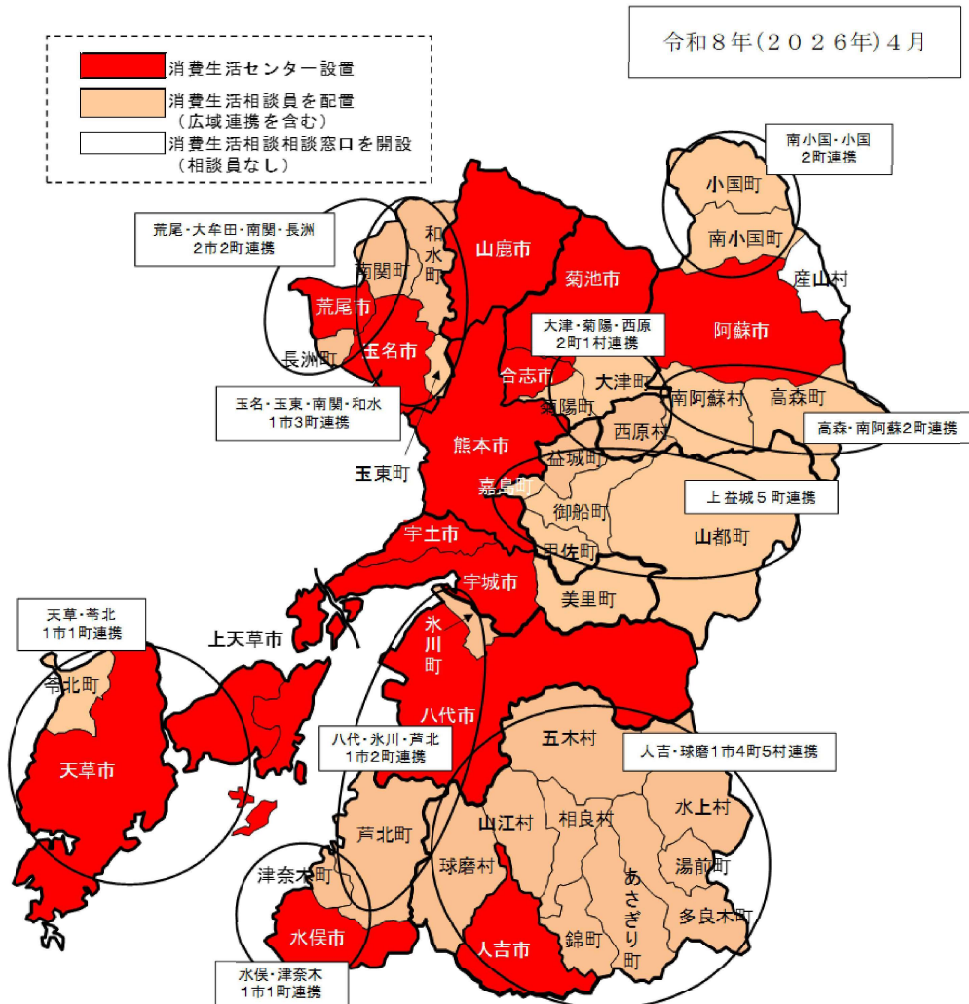 令和８年(２０２６年)４月
消費生活センター設置
消費生活相談員を配置
（広域連携を含む）
消費生活相談相談窓口を開設
（相談員なし）
南小国・小国
2町連携
小国町
南小国町
産山村
荒尾・大牟田・南関・長洲
2市2町連携
和水町
南関町
山鹿市
菊池市
荒尾市
阿蘇市
長洲町
玉名市
大津・菊陽・西原
2町1村連携
合志市
大津町
菊陽町
南阿蘇村
高森町
玉名・玉東・南関・和水
1市3町連携
西原村
高森・南阿蘇2町連携
熊本市
玉東町
益城町
嘉島町
上益城５町連携
御船町
山都町
宇土市
甲佐町
宇城市
美里町
天草・苓北
1市1町連携
上天草市
氷川町
苓北町
八代市
八代・氷川・芦北
1市2町連携
五木村
人吉・球磨1市4町5村連携
天草市
水上村
芦北町
山江村
相良村
球磨村
湯前町
津奈木町
あさぎり町
多良木町
水俣市
人吉市
錦町
水俣・津奈木
1市1町連携